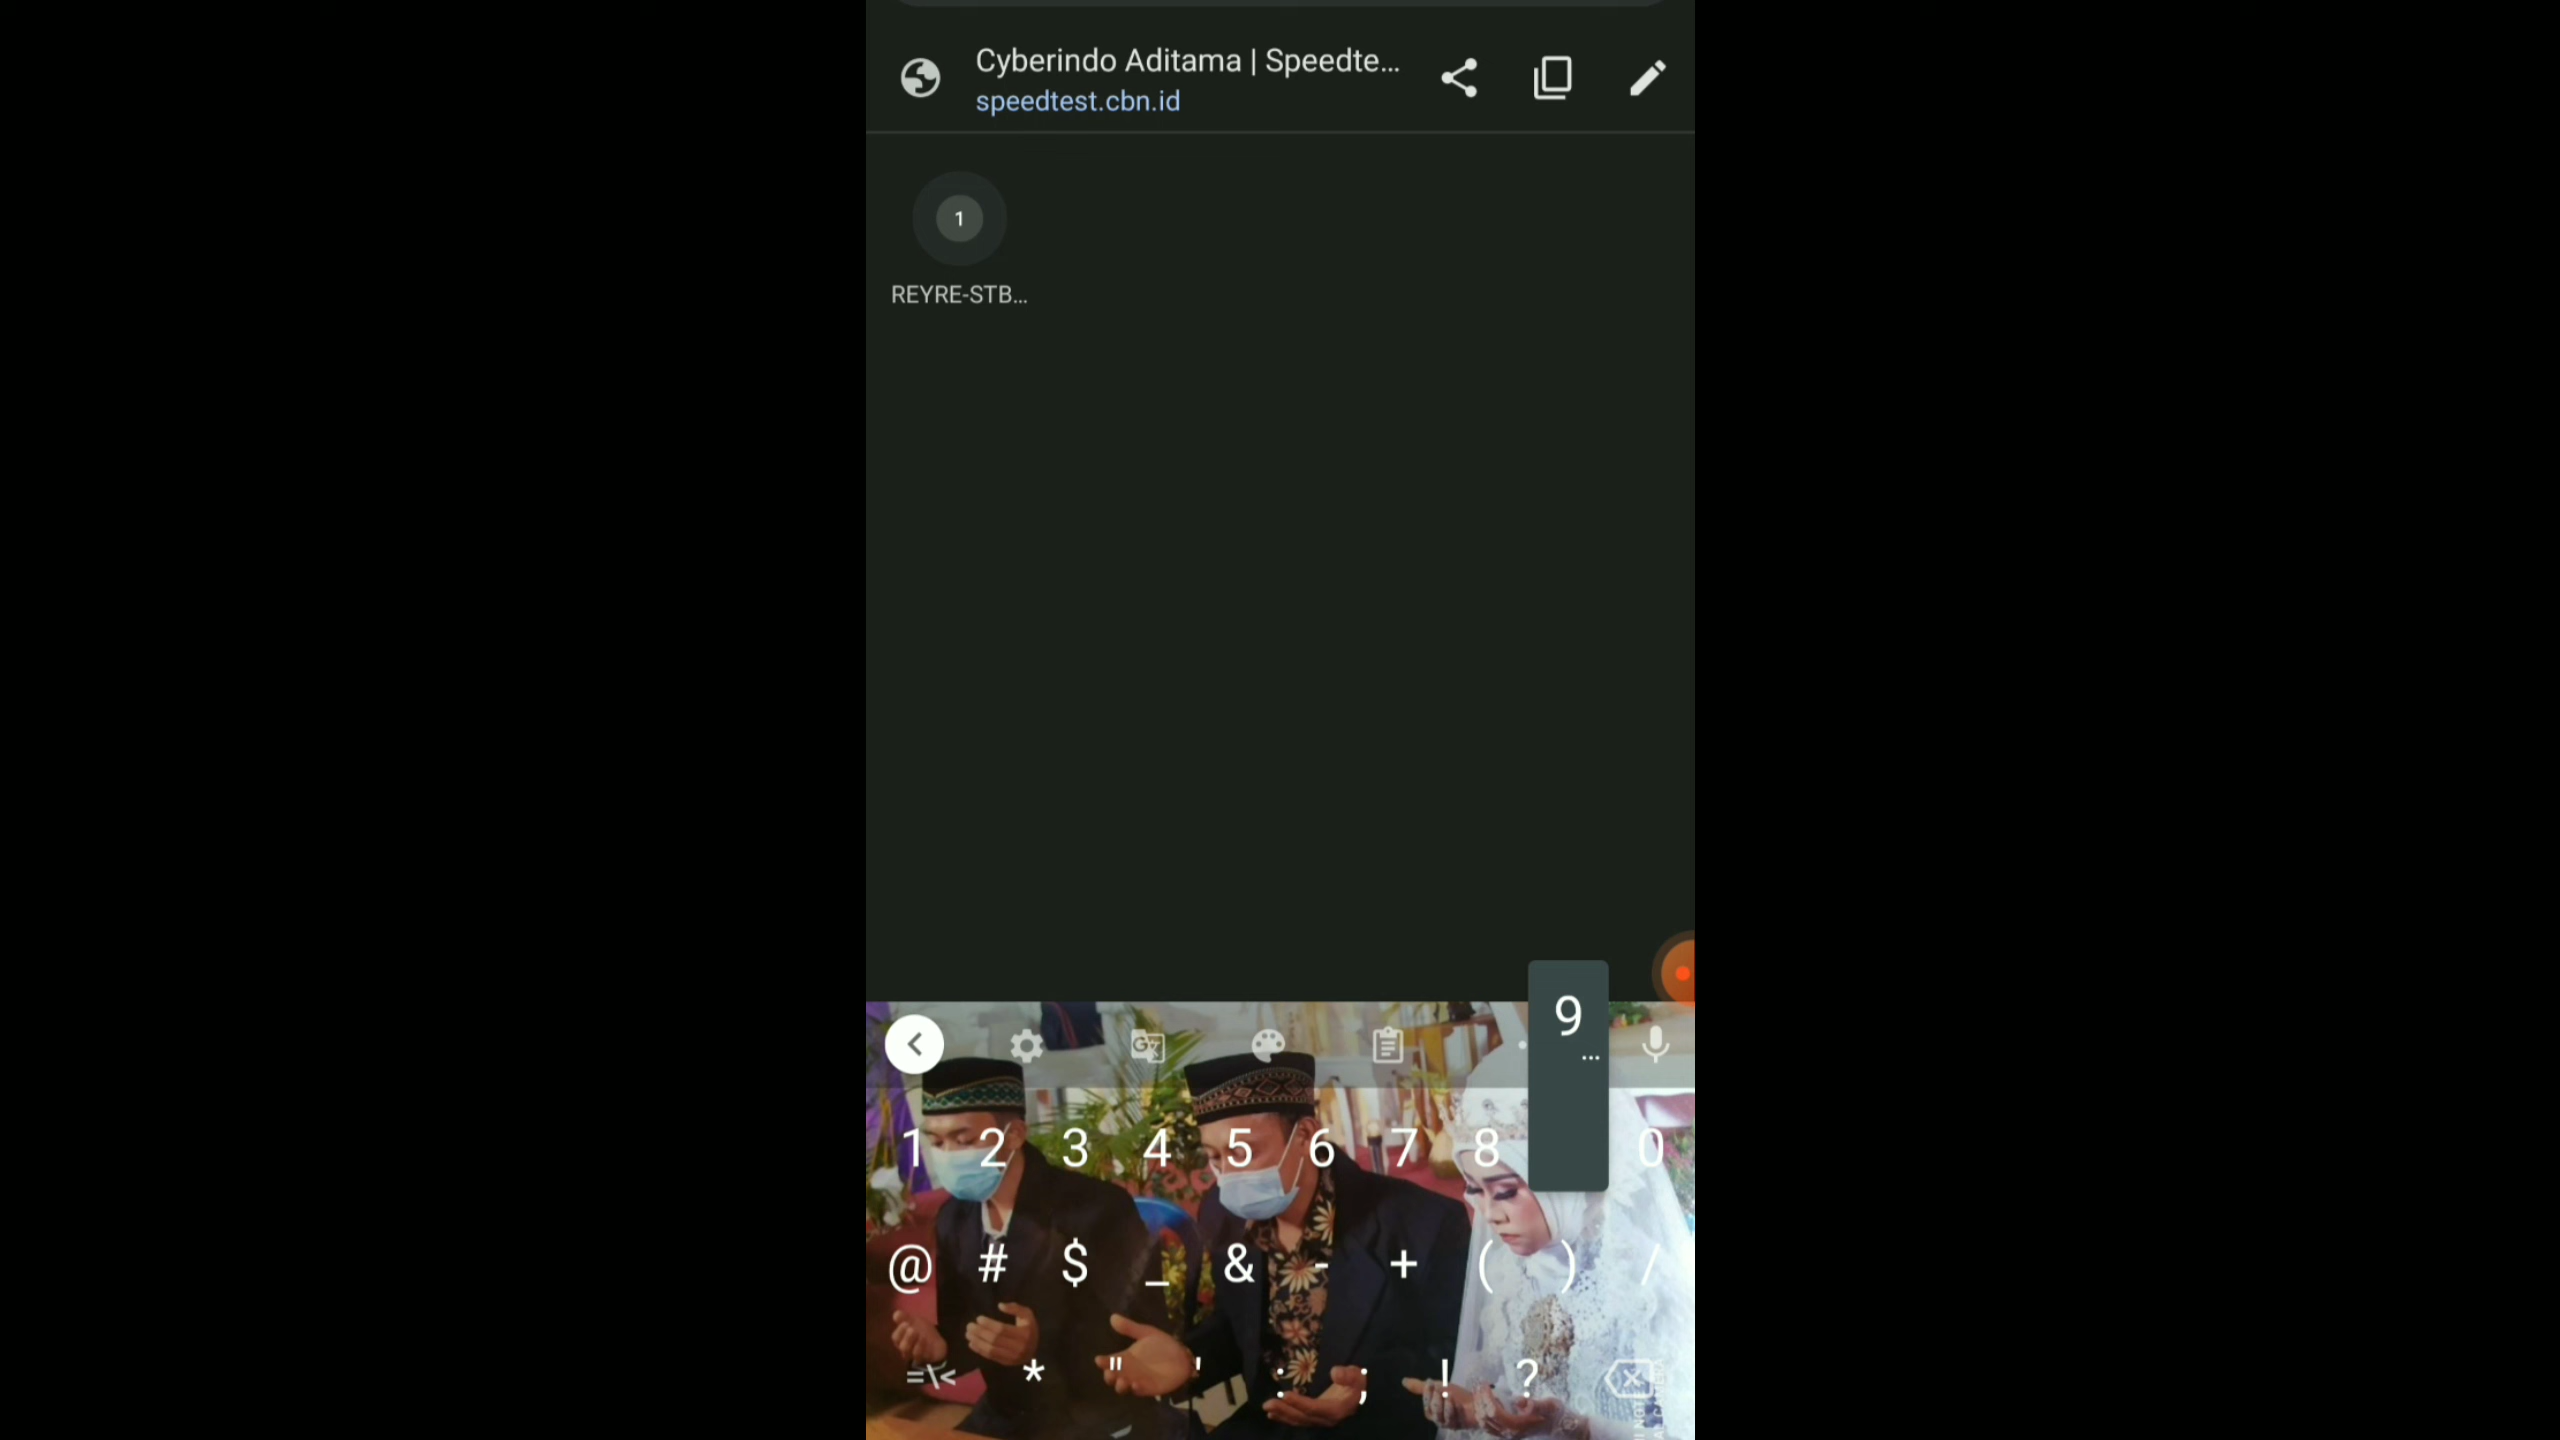 Cyberindo Aditama | Speedte...
speedtest.cbn.id
1
REYRE-STB...
9
...
1 2 3 4 5 6 7 8 0
@ # $ _ & - + ( ) /
=\< * " ' : ; ! ?